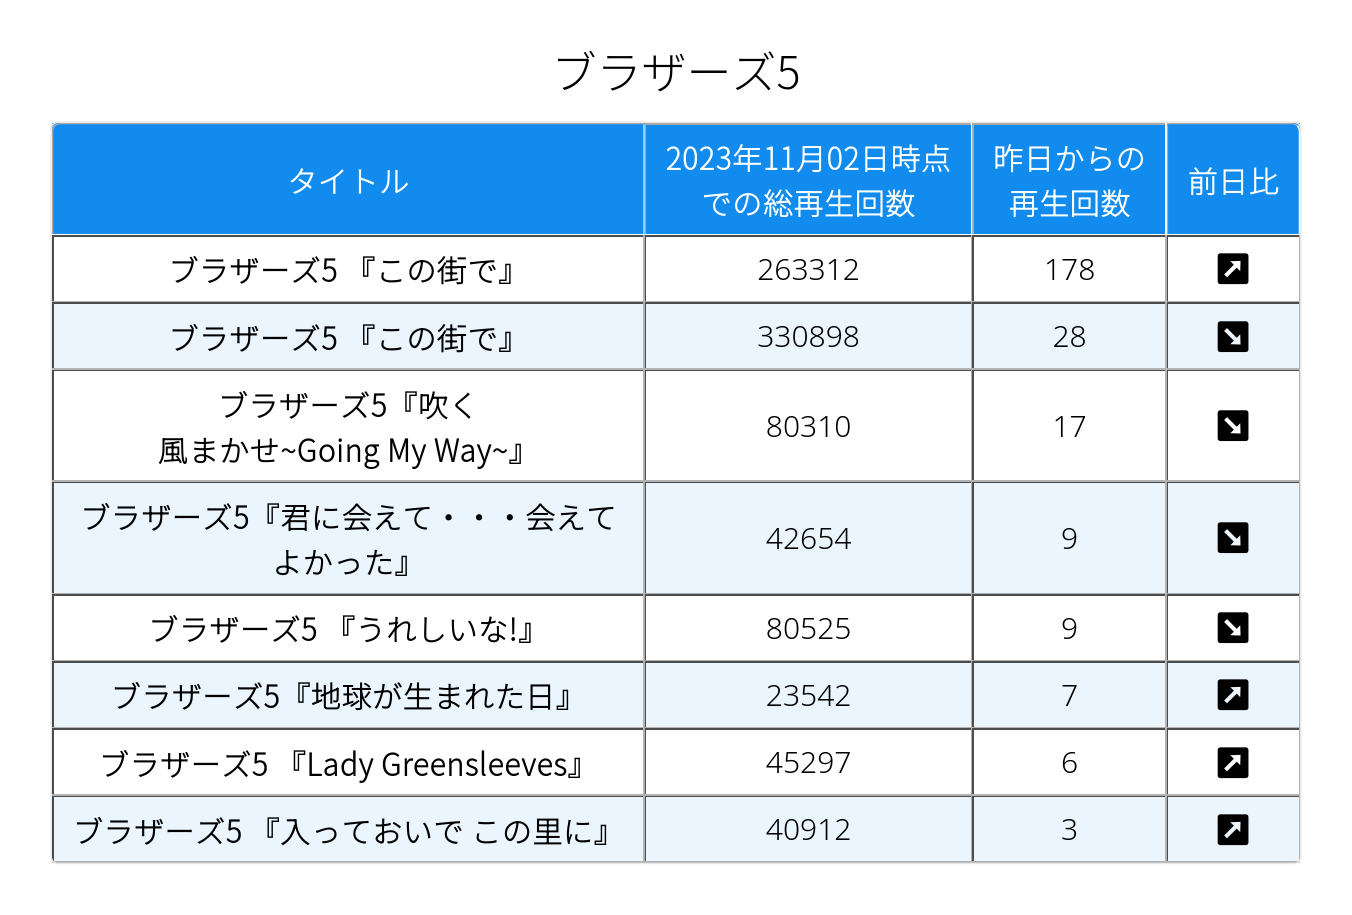 ブラザーズ5
タイトル
2023年11月02日時点
での総再生回数
昨日からの
再生回数
前日比
ブラザーズ5 『この街で』
263312
178
ブラザーズ5 『この街で』
330898
28
ブラザーズ5『吹く
風まかせ~Going My Way~』
80310
17
ブラザーズ5『君に会えて・・・会えて
よかった』
42654
9
ブラザーズ5 『うれしいな!』
80525
9
ブラザーズ5『地球が生まれた日』
23542
7
ブラザーズ5 『Lady Greensleeves』
45297
6
ブラザーズ5 『入っておいで この里に』
40912
3